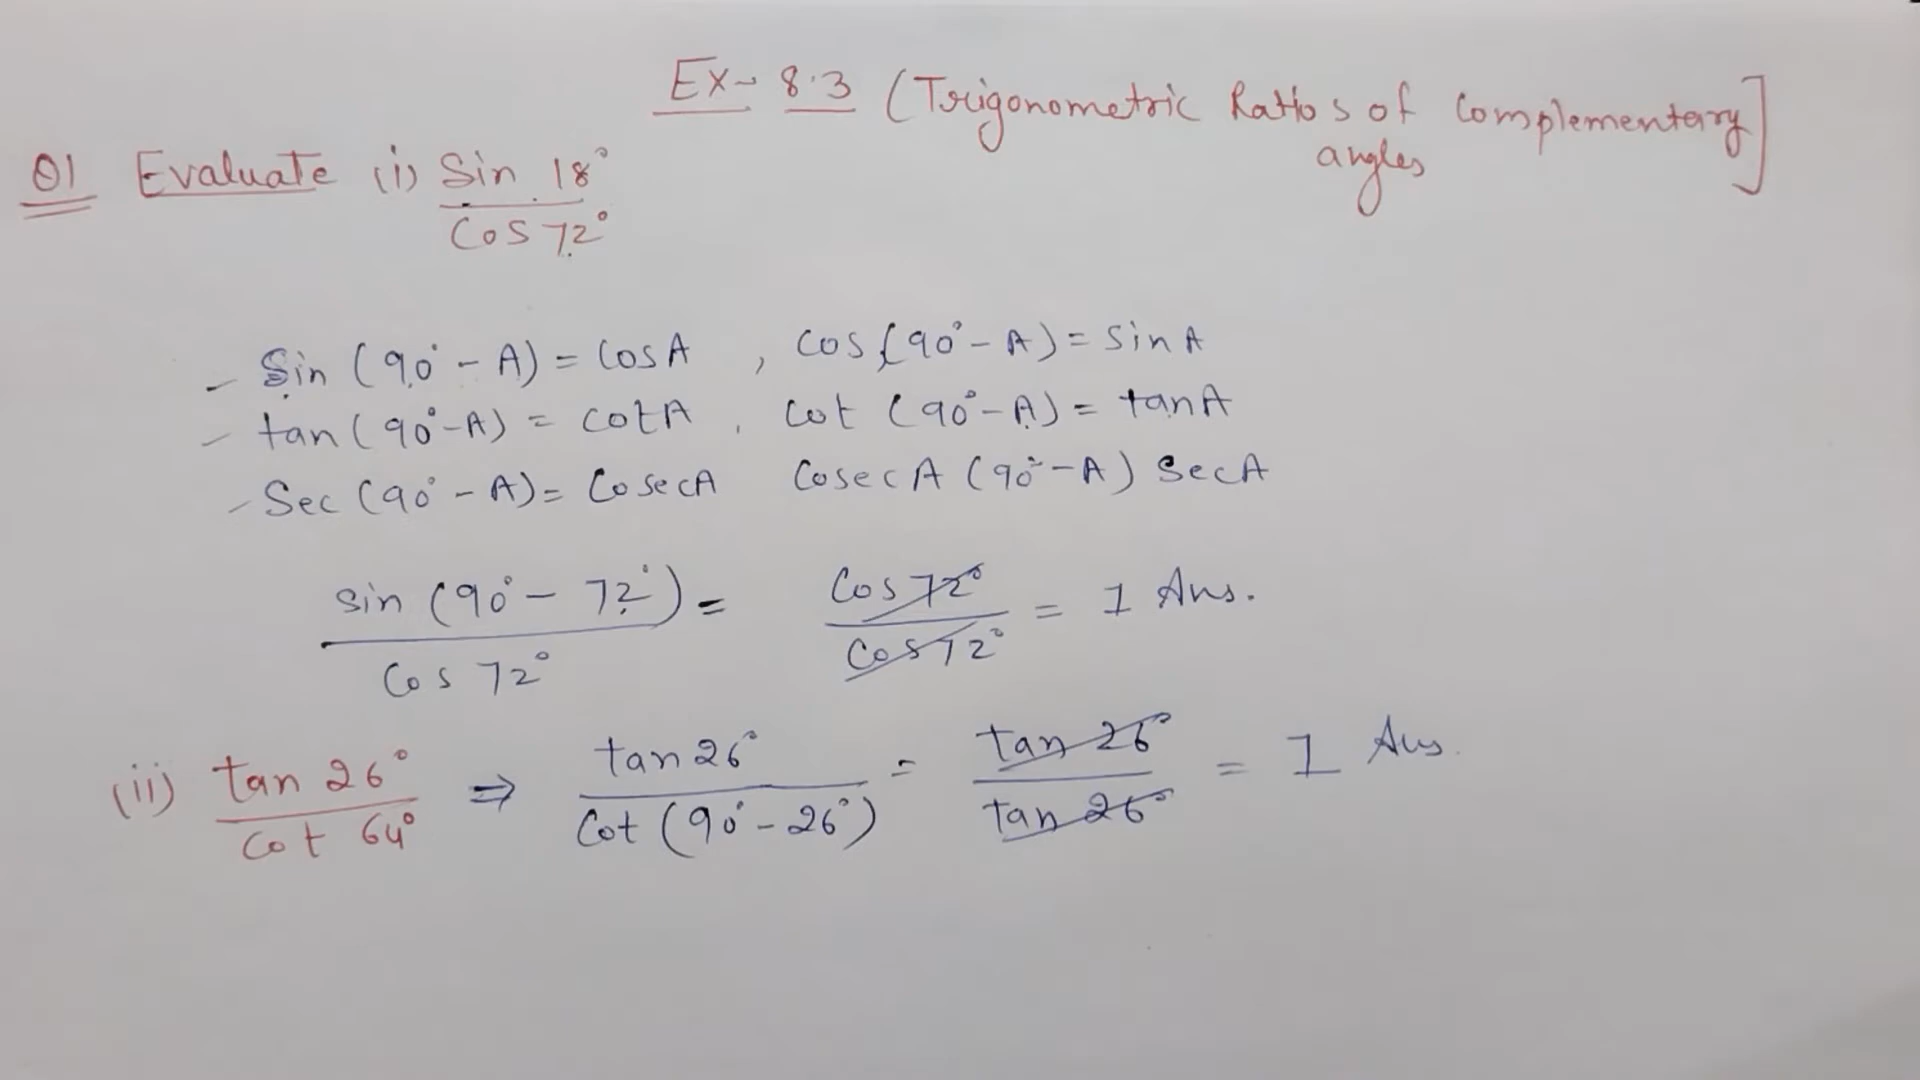 Ex- 8.3 (Trigonometric Ratios of Complementary angles]
Q1 Evaluate (i) Sin 18° / Cos 72°
- Sin (90° - A) = Cos A , Cos (90° - A) = Sin A
- tan (90° - A) = Cot A , Cot (90° - A) = tan A
- Sec (90° - A) = Cosec A Cosec A (90° - A) Sec A
sin (90° - 72°) / Cos 72° = Cos 72° / Cos 72° = 1 Ans.
(ii) tan 26° / Cot 64° ⇒ tan 26° / Cot (90° - 26°) = tan 26° / tan 26° = 1 Ans.